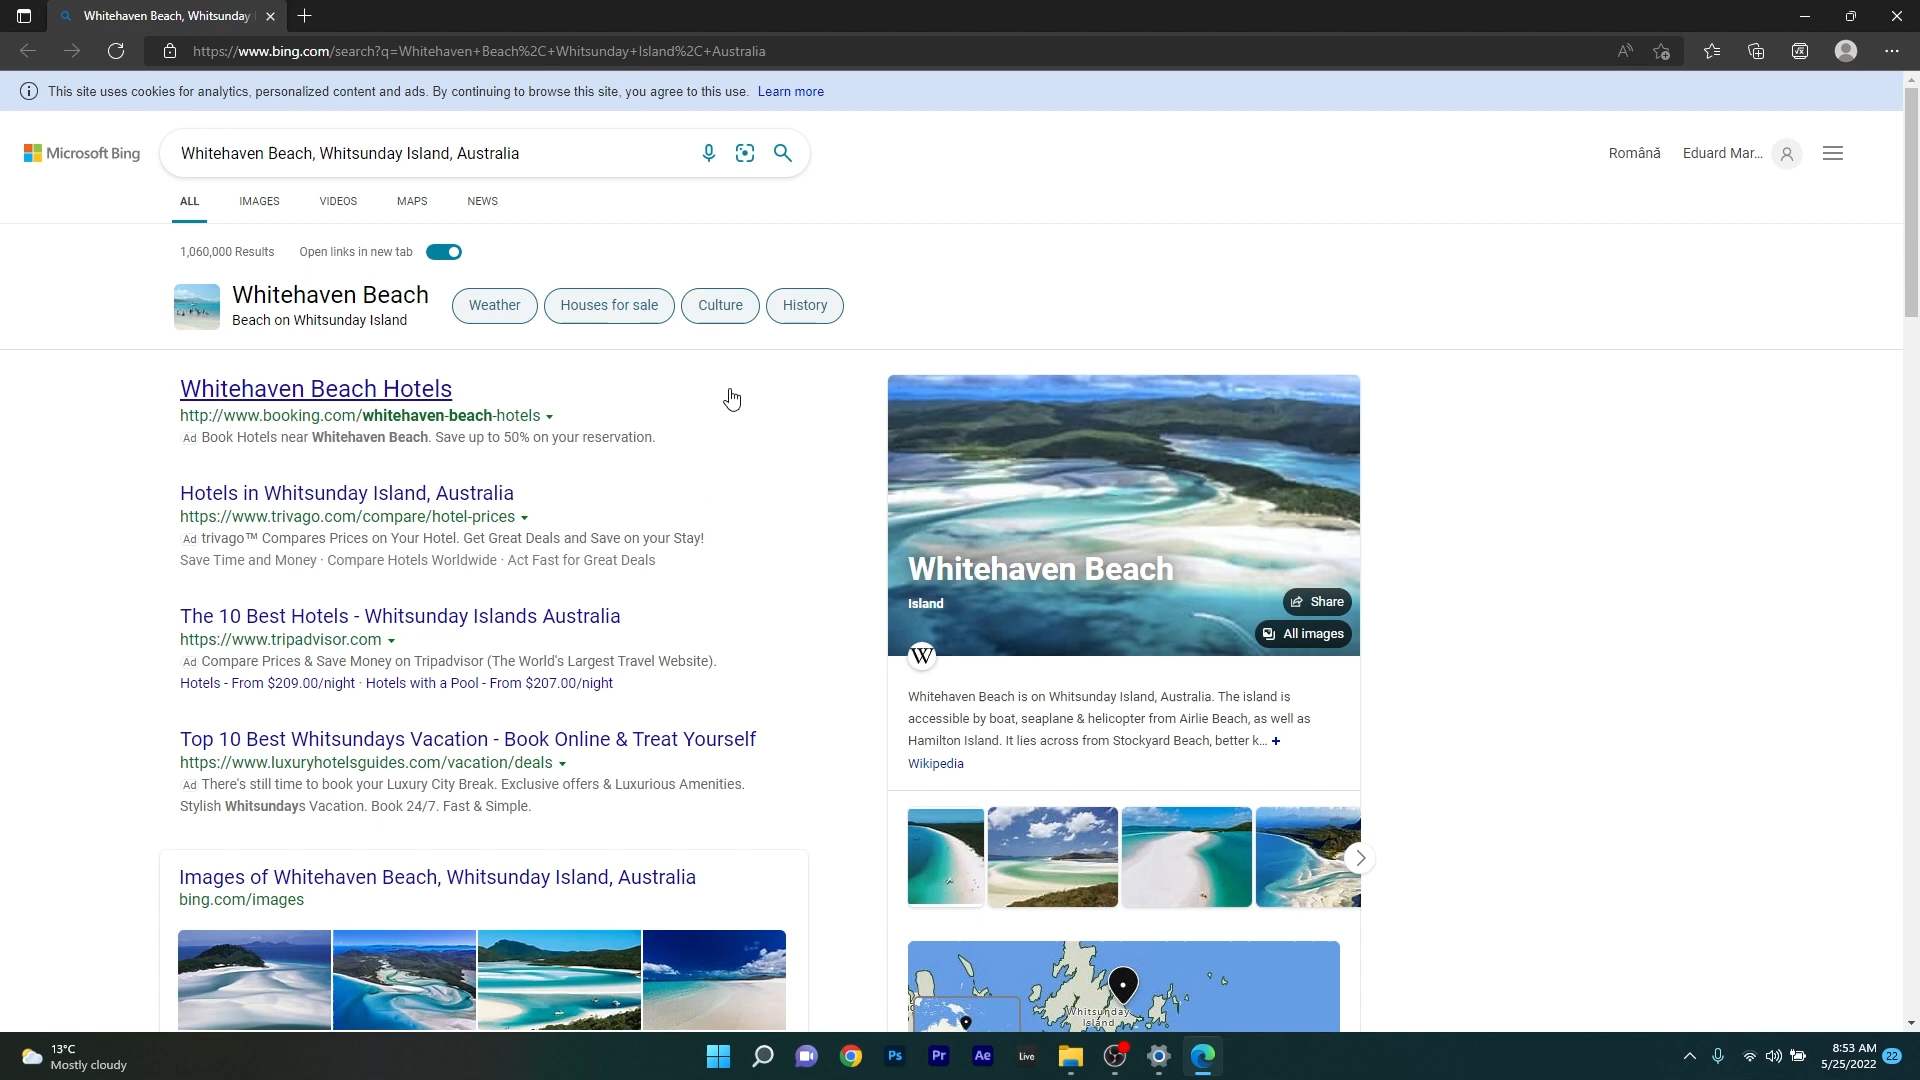 Whitehaven Beach, Whitsunday
https://www.bing.com/search?q=Whitehaven+Beach%2C+Whitsunday+Island%2C+Australia
This site uses cookies for analytics, personalized content and ads. By continuing to browse this site, you agree to this use. Learn more
Microsoft Bing
Whitehaven Beach, Whitsunday Island, Australia
Română Eduard Mar...
ALL IMAGES VIDEOS MAPS NEWS
1,060,000 Results Open links in new tab
Whitehaven Beach
Beach on Whitsunday Island
Weather Houses for sale Culture History
Whitehaven Beach Hotels
http://www.booking.com/whitehaven-beach-hotels
Ad Book Hotels near Whitehaven Beach. Save up to 50% on your reservation.
Hotels in Whitsunday Island, Australia
https://www.trivago.com/compare/hotel-prices
Ad trivago™ Compares Prices on Your Hotel. Get Great Deals and Save on your Stay!
Save Time and Money · Compare Hotels Worldwide · Act Fast for Great Deals
The 10 Best Hotels - Whitsunday Islands Australia
https://www.tripadvisor.com
Ad Compare Prices & Save Money on Tripadvisor (The World's Largest Travel Website).
Hotels - From $209.00/night · Hotels with a Pool - From $207.00/night
Top 10 Best Whitsundays Vacation - Book Online & Treat Yourself
https://www.luxuryhotelsguides.com/vacation/deals
Ad There's still time to book your Luxury City Break. Exclusive offers & Luxurious Amenities.
Stylish Whitsundays Vacation. Book 24/7. Fast & Simple.
Images of Whitehaven Beach, Whitsunday Island, Australia
bing.com/images
Whitehaven Beach
Island
Share
All images
W
Whitehaven Beach is on Whitsunday Island, Australia. The island is
accessible by boat, seaplane & helicopter from Airlie Beach, as well as
Hamilton Island. It lies across from Stockyard Beach, better k... +
Wikipedia
Whitsunday
Island
13°C
Mostly cloudy
Ps Pr Ae Live
8:53 AM
5/25/2022
22